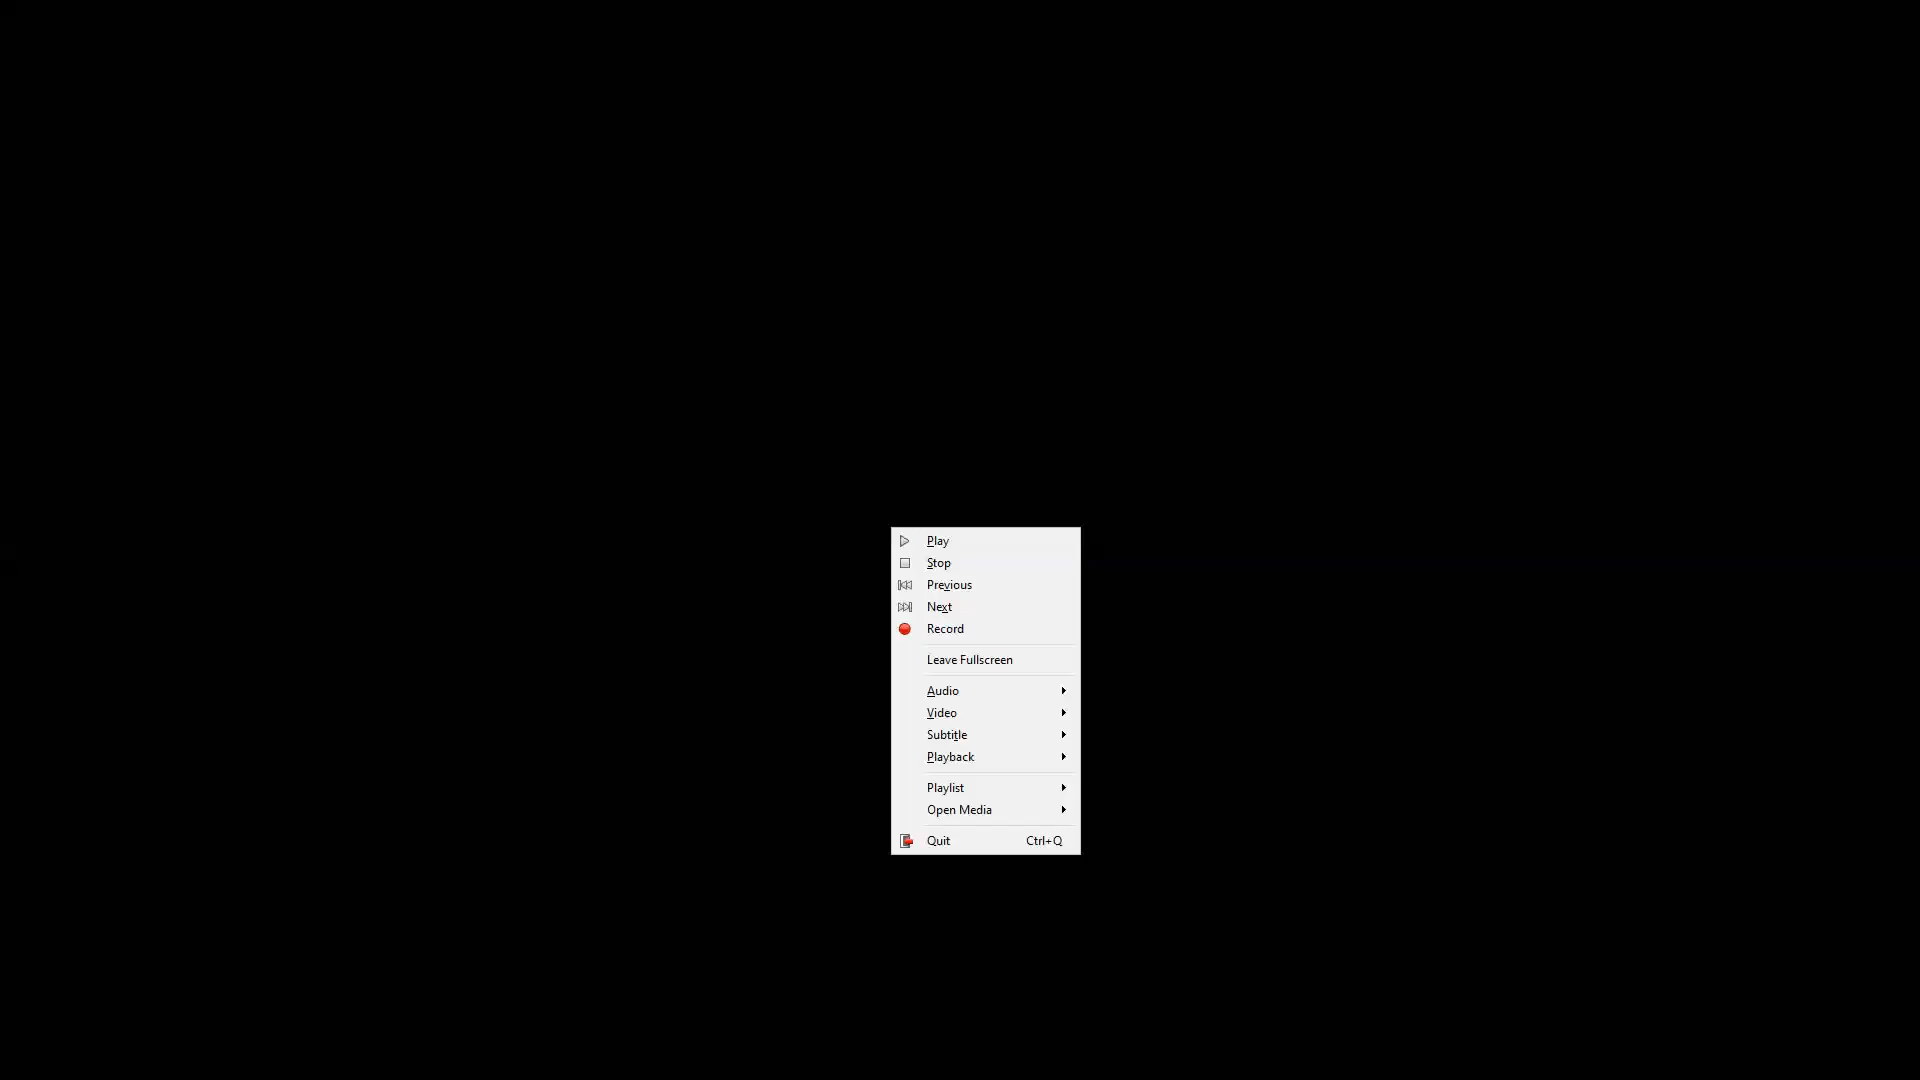 Play
Stop
Previous
Next
Record
Leave Fullscreen
Audio
Video
Subtitle
Playback
Playlist
Open Media
Quit Ctrl+Q